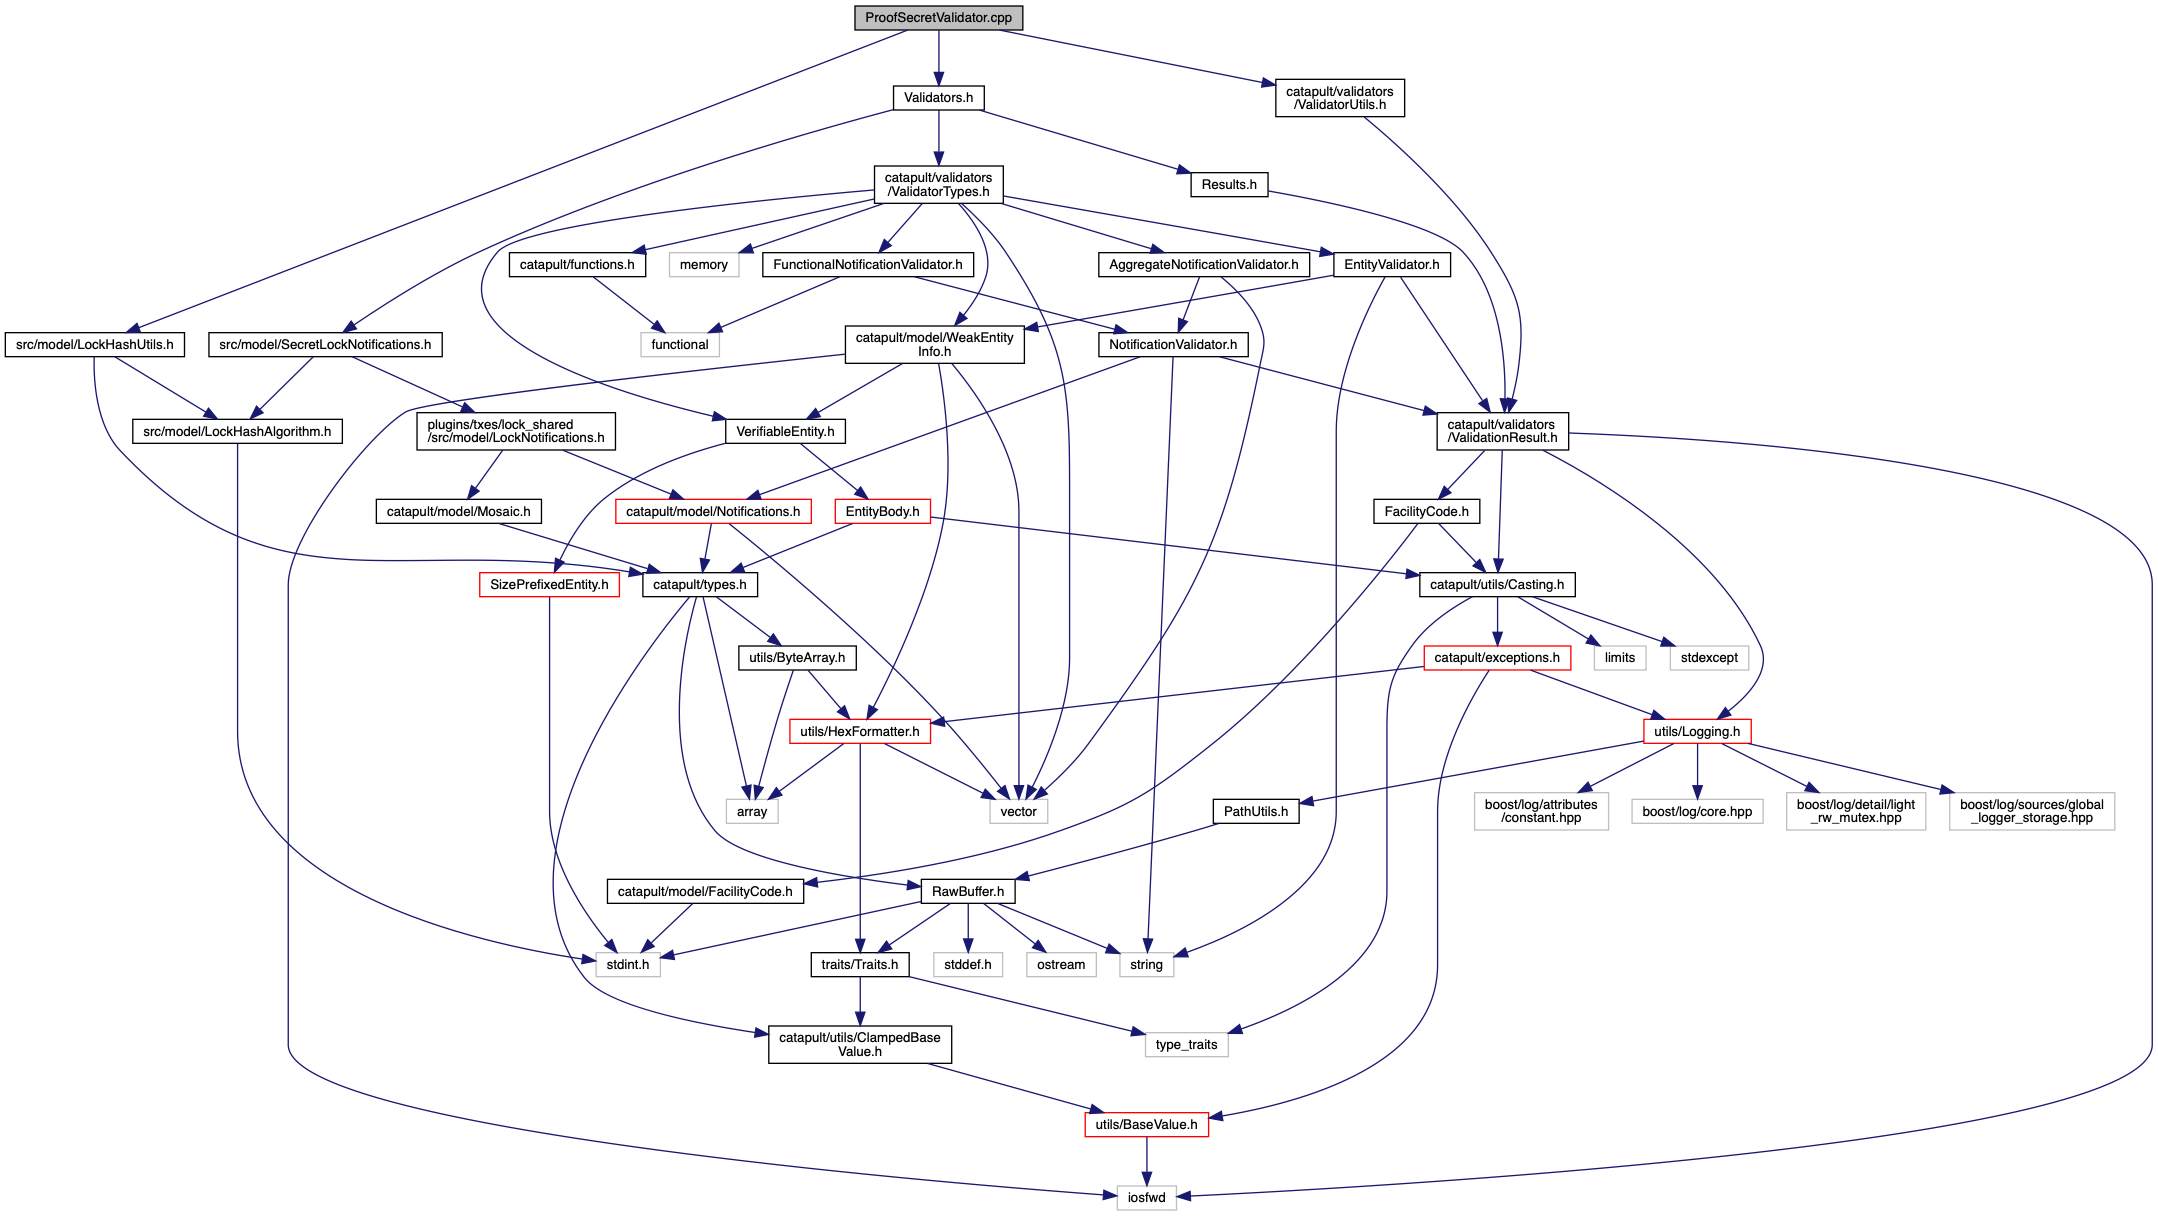 ProofSecretValidator.cpp
Validators.h
catapult/validators
/ValidatorUtils.h
catapult/validators
/ValidatorTypes.h
Results.h
catapult/functions.h
memory
FunctionalNotificationValidator.h
AggregateNotificationValidator.h
EntityValidator.h
src/model/LockHashUtils.h
src/model/SecretLockNotifications.h
functional
catapult/model/WeakEntity
Info.h
NotificationValidator.h
src/model/LockHashAlgorithm.h
plugins/txes/lock_shared
/src/model/LockNotifications.h
VerifiableEntity.h
catapult/validators
/ValidationResult.h
catapult/model/Mosaic.h
catapult/model/Notifications.h
EntityBody.h
FacilityCode.h
SizePrefixedEntity.h
catapult/types.h
catapult/utils/Casting.h
utils/ByteArray.h
catapult/exceptions.h
limits
stdexcept
utils/HexFormatter.h
utils/Logging.h
array
vector
PathUtils.h
boost/log/attributes
/constant.hpp
boost/log/core.hpp
boost/log/detail/light
_rw_mutex.hpp
boost/log/sources/global
_logger_storage.hpp
catapult/model/FacilityCode.h
RawBuffer.h
stdint.h
traits/Traits.h
stddef.h
ostream
string
catapult/utils/ClampedBase
Value.h
type_traits
utils/BaseValue.h
iosfwd